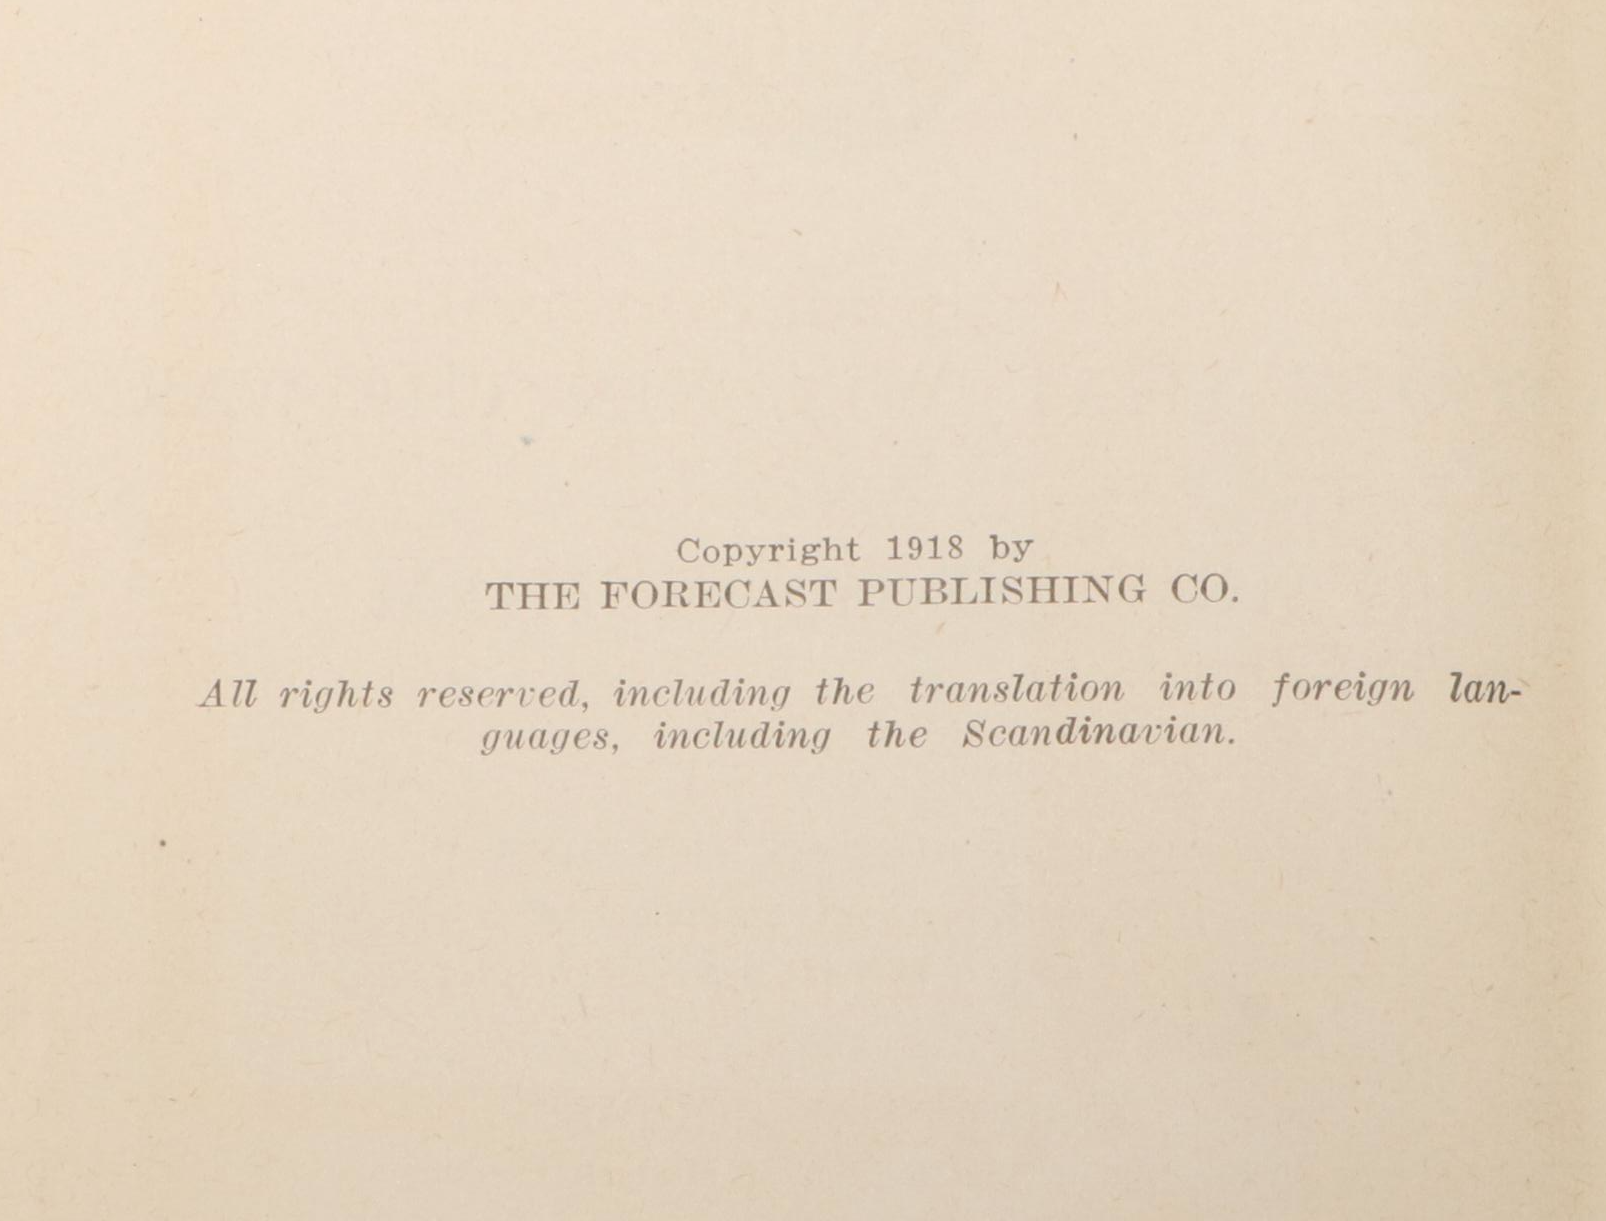 Copyright 1918 by
THE FORECAST PUBLISHING CO.
All rights reserved, including the translation into foreign lan-
guages, including the Scandinavian.